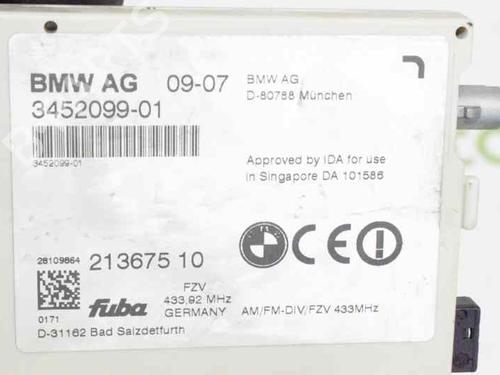 BMW AG 09-07
3452099-01
3452099-01
BMW AG
D-80788 München
Approved by IDA for use
in Singapore DA 101586
28109864
213675 10
BMW
CE
FZV
433,92 MHz
GERMANY
fuba
0171
AM/FM-DIV/FZV 433MHz
D-31162 Bad Salzdetfurth